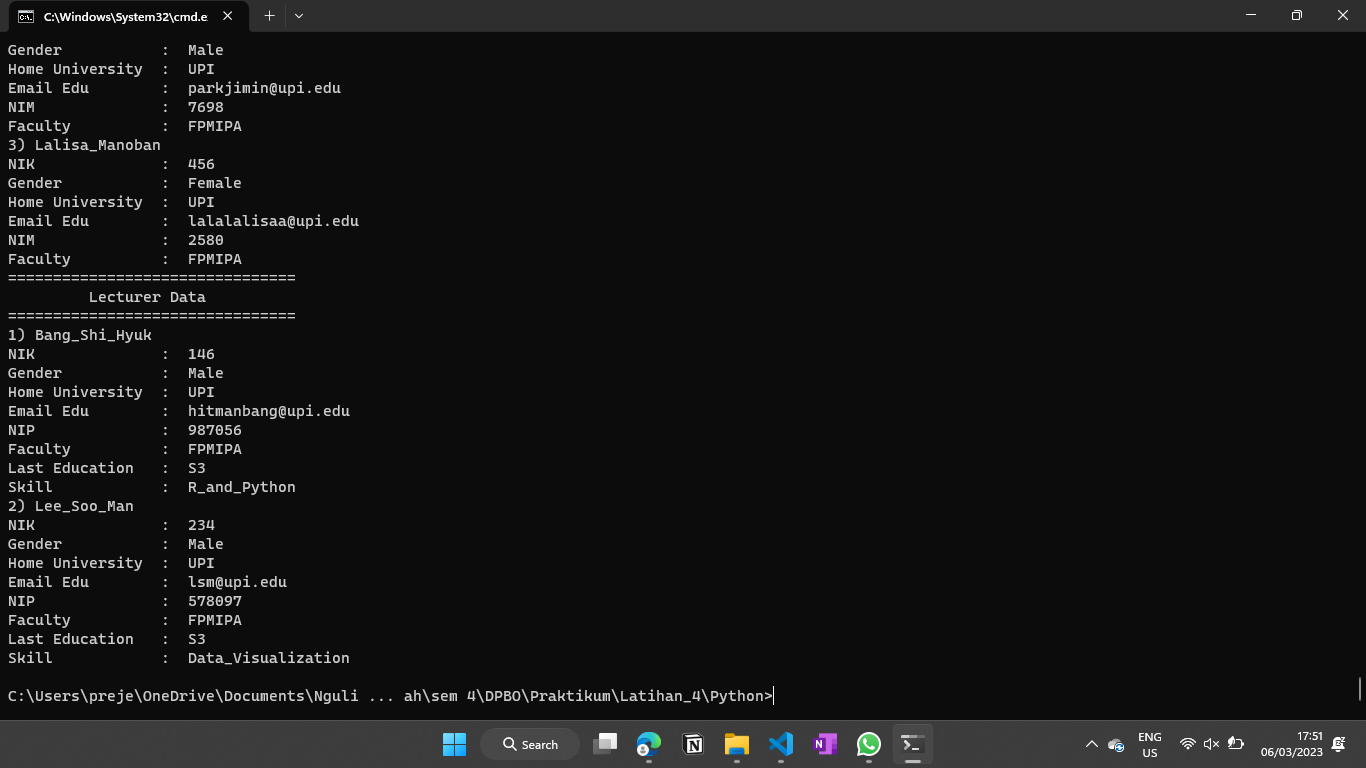 C:\Windows\System32\cmd.e
Gender : Male
Home University : UPI
Email Edu : parkjimin@upi.edu
NIM : 7698
Faculty : FPMIPA
3) Lalisa_Manoban
NIK : 456
Gender : Female
Home University : UPI
Email Edu : lalalalisaa@upi.edu
NIM : 2580
Faculty : FPMIPA
================================
Lecturer Data
================================
1) Bang_Shi_Hyuk
NIK : 146
Gender : Male
Home University : UPI
Email Edu : hitmanbang@upi.edu
NIP : 987056
Faculty : FPMIPA
Last Education : S3
Skill : R_and_Python
2) Lee_Soo_Man
NIK : 234
Gender : Male
Home University : UPI
Email Edu : lsm@upi.edu
NIP : 578097
Faculty : FPMIPA
Last Education : S3
Skill : Data_Visualization
C:\Users\preje\OneDrive\Documents\Nguli ... ah\sem 4\DPBO\Praktikum\Latihan_4\Python>
Search
ENG
US
17:51
06/03/2023